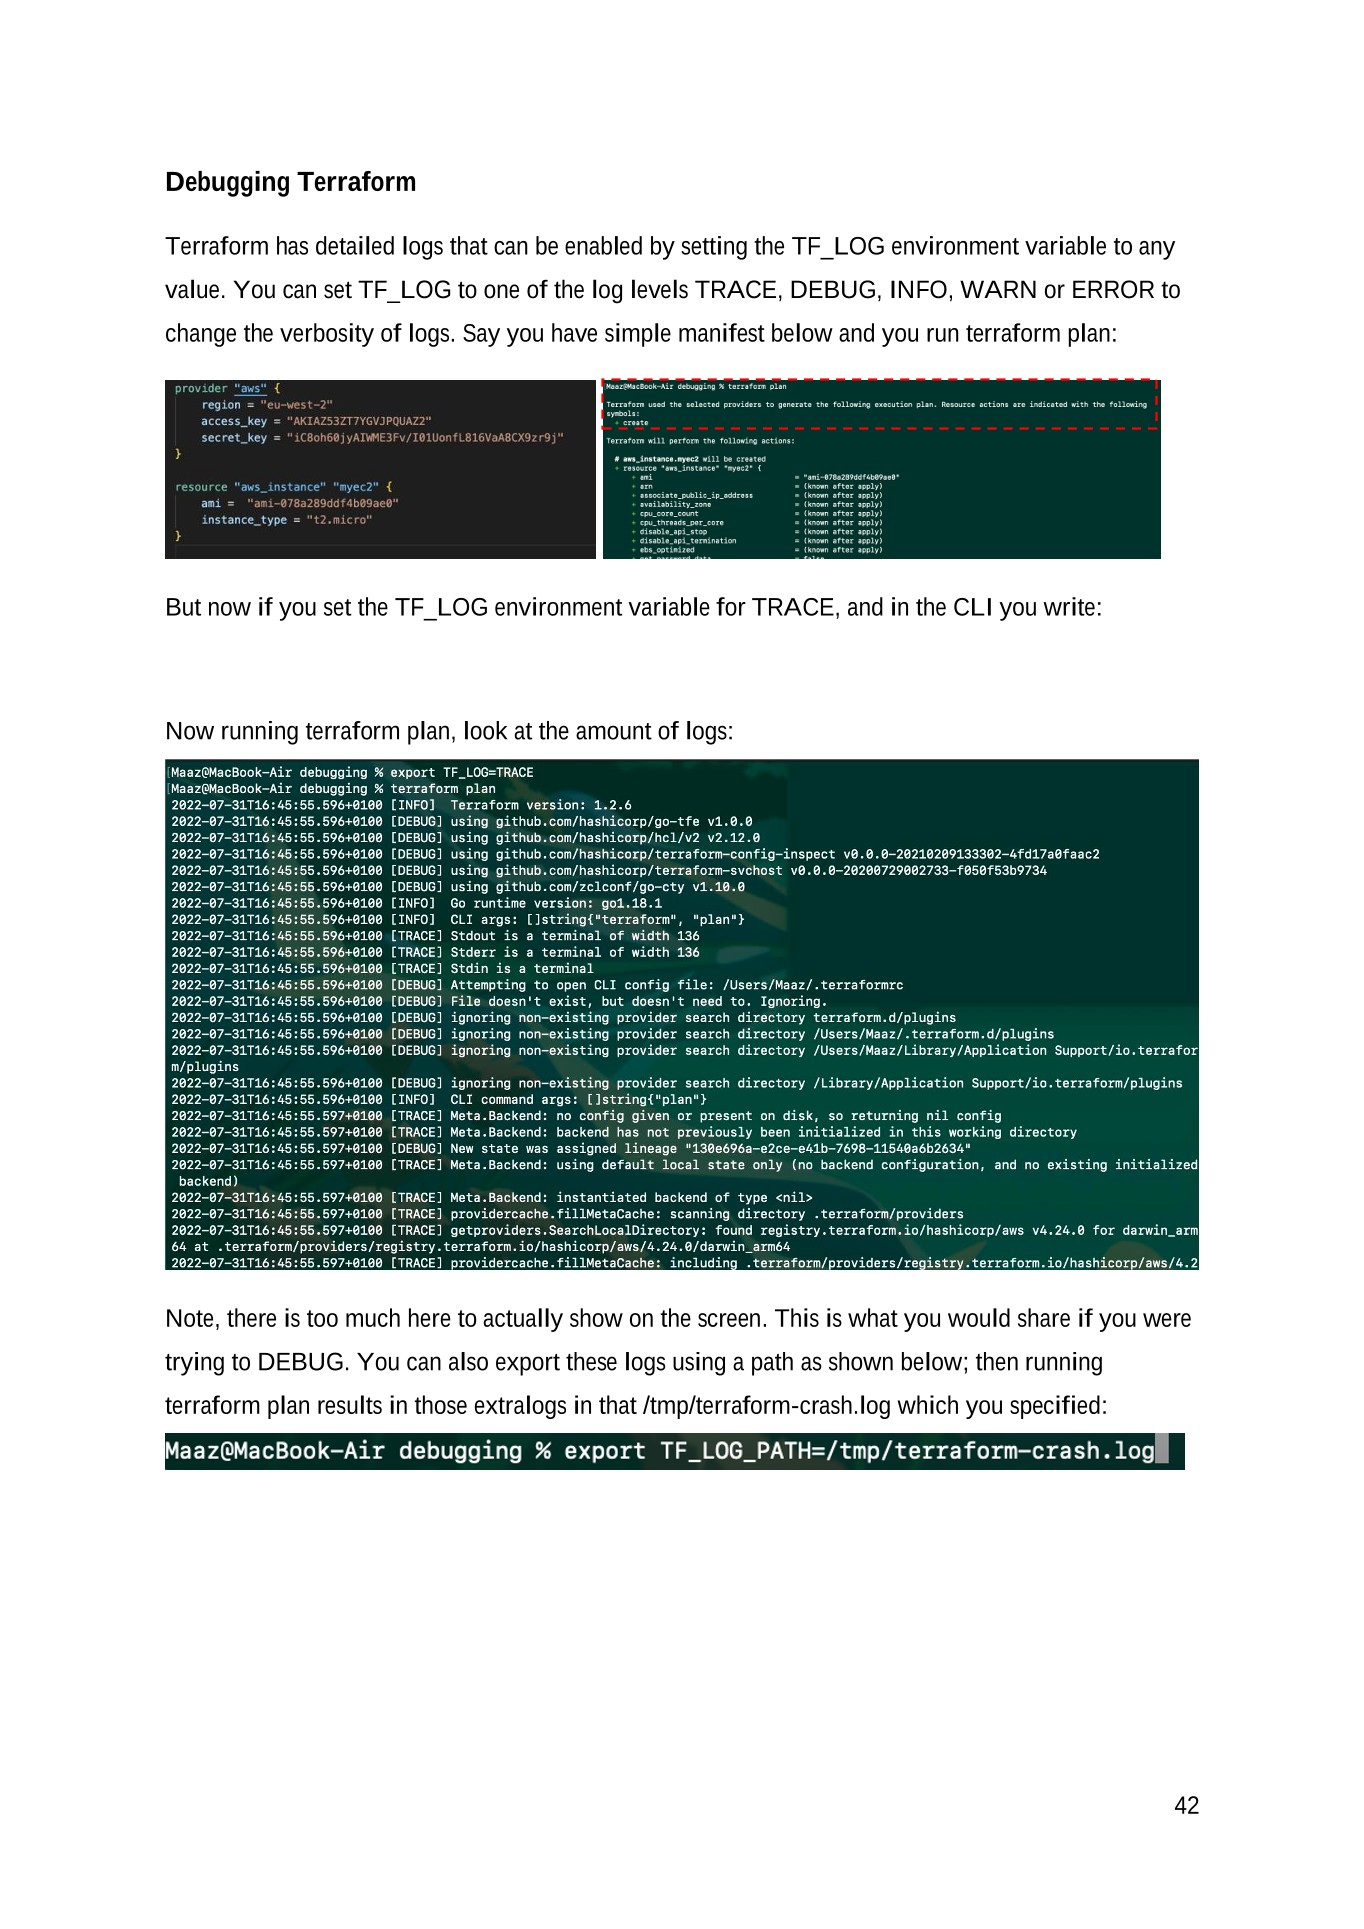 Debugging Terraform
Terraform has detailed logs that can be enabled by setting the TF_LOG environment variable to any
value. You can set TF_LOG to one of the log levels TRACE, DEBUG, INFO, WARN or ERROR to
change the verbosity of logs. Say you have simple manifest below and you run terraform plan:
provider "aws" {
region = "eu-west-2"
access_key = "AKIAZ53ZT7YGVJPQUAZ2"
secret_key = "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"
}
resource "aws_instance" "myec2" {
ami =  "ami-078a289ddf4b09ae0"
instance_type = "t2.micro"
}
Maaz@MacBook-Air debugging % terraform plan
Terraform used the selected providers to generate the following execution plan. Resource actions are indicated with the following
symbols:
+ create
Terraform will perform the following actions:
# aws_instance.myec2 will be created
+ resource "aws_instance" "myec2" {
+ ami = "ami-078a289ddf4b09ae0"
+ arn = (known after apply)
+ associate_public_ip_address = (known after apply)
+ availability_zone = (known after apply)
+ cpu_core_count = (known after apply)
+ cpu_threads_per_core = (known after apply)
+ disable_api_stop = (known after apply)
+ disable_api_termination = (known after apply)
+ ebs_optimized = (known after apply)
But now if you set the TF_LOG environment variable for TRACE, and in the CLI you write:
Now running terraform plan, look at the amount of logs:
[Maaz@MacBook-Air debugging % export TF_LOG=TRACE
[Maaz@MacBook-Air debugging % terraform plan
2022-07-31T16:45:55.596+0100 [INFO]  Terraform version: 1.2.6
2022-07-31T16:45:55.596+0100 [DEBUG] using github.com/hashicorp/go-tfe v1.0.0
2022-07-31T16:45:55.596+0100 [DEBUG] using github.com/hashicorp/hcl/v2 v2.12.0
2022-07-31T16:45:55.596+0100 [DEBUG] using github.com/hashicorp/terraform-config-inspect v0.0.0-20210209133302-4fd17a0faac2
2022-07-31T16:45:55.596+0100 [DEBUG] using github.com/hashicorp/terraform-svchost v0.0.0-20200729002733-f050f53b9734
2022-07-31T16:45:55.596+0100 [DEBUG] using github.com/zclconf/go-cty v1.10.0
2022-07-31T16:45:55.596+0100 [INFO]  Go runtime version: go1.18.1
2022-07-31T16:45:55.596+0100 [INFO]  CLI args: []string{"terraform", "plan"}
2022-07-31T16:45:55.596+0100 [TRACE] Stdout is a terminal of width 136
2022-07-31T16:45:55.596+0100 [TRACE] Stderr is a terminal of width 136
2022-07-31T16:45:55.596+0100 [TRACE] Stdin is a terminal
2022-07-31T16:45:55.596+0100 [DEBUG] Attempting to open CLI config file: /Users/Maaz/.terraformrc
2022-07-31T16:45:55.596+0100 [DEBUG] File doesn't exist, but doesn't need to. Ignoring.
2022-07-31T16:45:55.596+0100 [DEBUG] ignoring non-existing provider search directory terraform.d/plugins
2022-07-31T16:45:55.596+0100 [DEBUG] ignoring non-existing provider search directory /Users/Maaz/.terraform.d/plugins
2022-07-31T16:45:55.596+0100 [DEBUG] ignoring non-existing provider search directory /Users/Maaz/Library/Application Support/io.terrafor
m/plugins
2022-07-31T16:45:55.596+0100 [DEBUG] ignoring non-existing provider search directory /Library/Application Support/io.terraform/plugins
2022-07-31T16:45:55.596+0100 [INFO]  CLI command args: []string{"plan"}
2022-07-31T16:45:55.597+0100 [TRACE] Meta.Backend: no config given or present on disk, so returning nil config
2022-07-31T16:45:55.597+0100 [TRACE] Meta.Backend: backend has not previously been initialized in this working directory
2022-07-31T16:45:55.597+0100 [DEBUG] New state was assigned lineage "130e696a-e2ce-e41b-7698-11540a6b2634"
2022-07-31T16:45:55.597+0100 [TRACE] Meta.Backend: using default local state only (no backend configuration, and no existing initialized
backend)
2022-07-31T16:45:55.597+0100 [TRACE] Meta.Backend: instantiated backend of type <nil>
2022-07-31T16:45:55.597+0100 [TRACE] providercache.fillMetaCache: scanning directory .terraform/providers
2022-07-31T16:45:55.597+0100 [TRACE] getproviders.SearchLocalDirectory: found registry.terraform.io/hashicorp/aws v4.24.0 for darwin_arm
64 at .terraform/providers/registry.terraform.io/hashicorp/aws/4.24.0/darwin_arm64
2022-07-31T16:45:55.597+0100 [TRACE] providercache.fillMetaCache: including .terraform/providers/registry.terraform.io/hashicorp/aws/4.2
Note, there is too much here to actually show on the screen. This is what you would share if you were
trying to DEBUG. You can also export these logs using a path as shown below; then running
terraform plan results in those extralogs in that /tmp/terraform-crash.log which you specified:
Maaz@MacBook-Air debugging % export TF_LOG_PATH=/tmp/terraform-crash.log
42